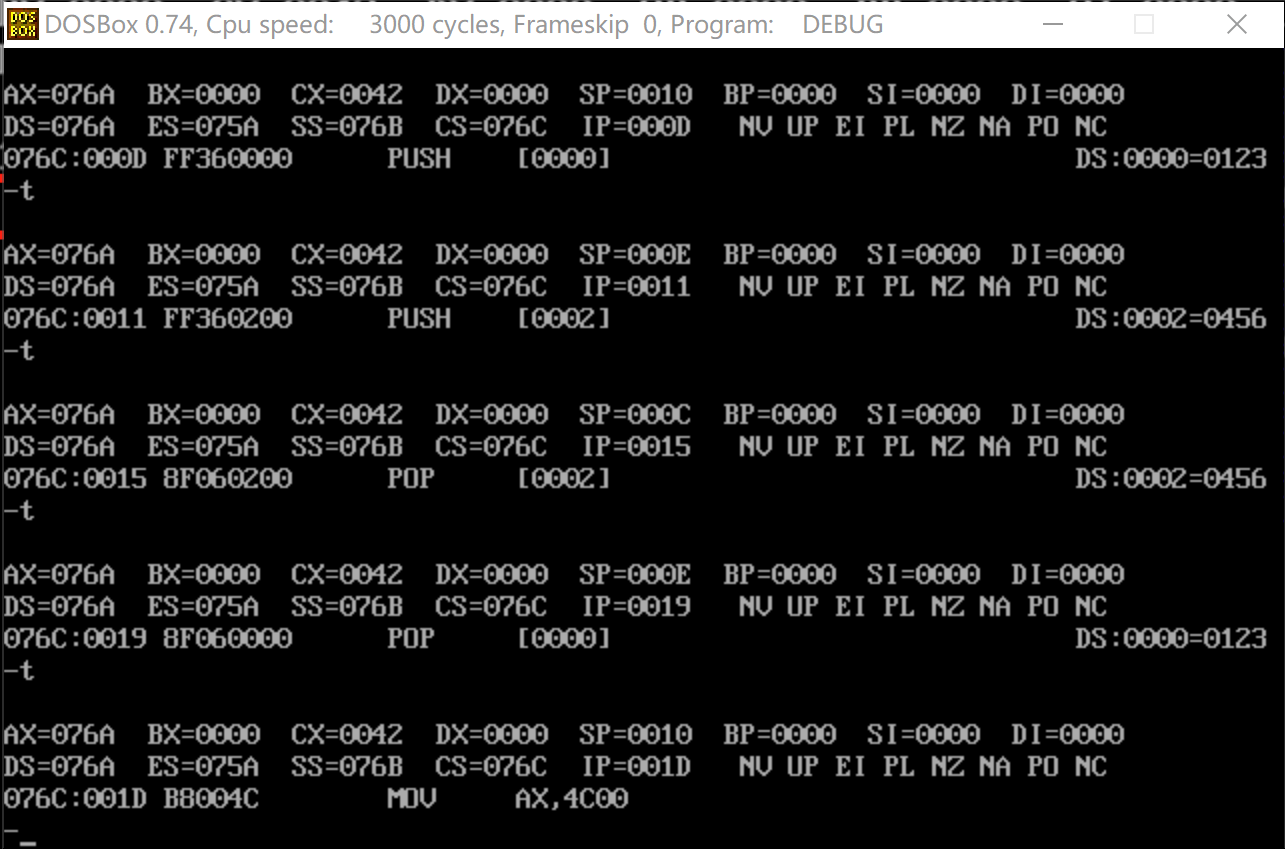 DOS BOX DOSBox 0.74, Cpu speed: 3000 cycles, Frameskip 0, Program: DEBUG
AX=076A BX=0000 CX=0042 DX=0000 SP=0010 BP=0000 SI=0000 DI=0000
DS=076A ES=075A SS=076B CS=076C IP=000D NV UP EI PL NZ NA PO NC
076C:000D FF360000 PUSH [0000] DS:0000=0123
-t
AX=076A BX=0000 CX=0042 DX=0000 SP=000E BP=0000 SI=0000 DI=0000
DS=076A ES=075A SS=076B CS=076C IP=0011 NV UP EI PL NZ NA PO NC
076C:0011 FF360200 PUSH [0002] DS:0002=0456
-t
AX=076A BX=0000 CX=0042 DX=0000 SP=000C BP=0000 SI=0000 DI=0000
DS=076A ES=075A SS=076B CS=076C IP=0015 NV UP EI PL NZ NA PO NC
076C:0015 8F060200 POP [0002] DS:0002=0456
-t
AX=076A BX=0000 CX=0042 DX=0000 SP=000E BP=0000 SI=0000 DI=0000
DS=076A ES=075A SS=076B CS=076C IP=0019 NV UP EI PL NZ NA PO NC
076C:0019 8F060000 POP [0000] DS:0000=0123
-t
AX=076A BX=0000 CX=0042 DX=0000 SP=0010 BP=0000 SI=0000 DI=0000
DS=076A ES=075A SS=076B CS=076C IP=001D NV UP EI PL NZ NA PO NC
076C:001D B8004C MOV AX,4C00
-_